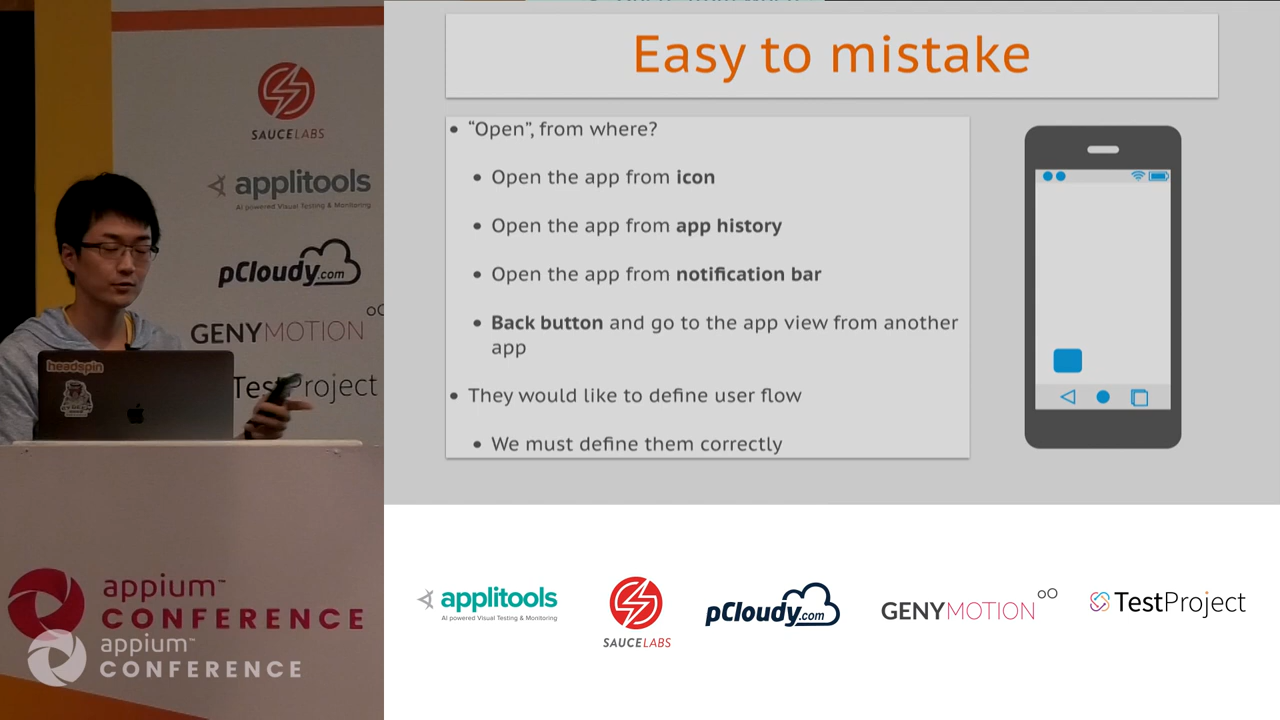 Easy to mistake
• “Open”, from where?
• Open the app from icon
• Open the app from app history
• Open the app from notification bar
• Back button and go to the app view from another
app
• They would like to define user flow
• We must define them correctly
SAUCELABS
applitools
AI powered Visual Testing & Monitoring
pCloudy.com
GENYMOTION
TestProject
headspin
appium™
CONFERENCE
appium™
CONFERENCE
applitools
AI powered Visual Testing & Monitoring
SAUCELABS
pCloudy.com
GENYMOTION
TestProject